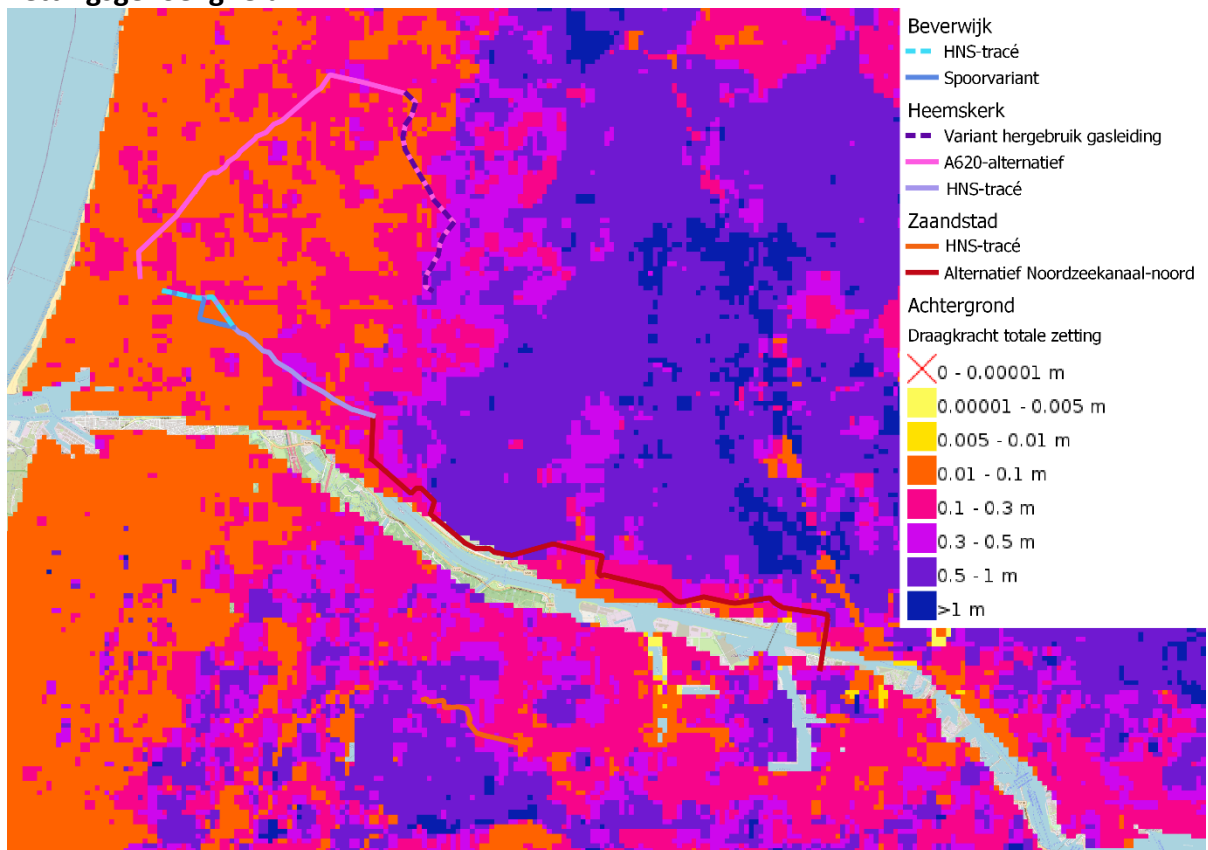 Beverwijk
HNS-tracé
Spoorvariant
Heemskerk
Variant hergebruik gasleiding
A620-alternatief
HNS-tracé
Zaandstad
HNS-tracé
Alternatief Noordzeekanaal-noord
Achtergrond
Draagkracht totale zetting
0 - 0.00001 m
0.00001 - 0.005 m
0.005 - 0.01 m
0.01 - 0.1 m
0.1 - 0.3 m
0.3 - 0.5 m
0.5 - 1 m
>1 m